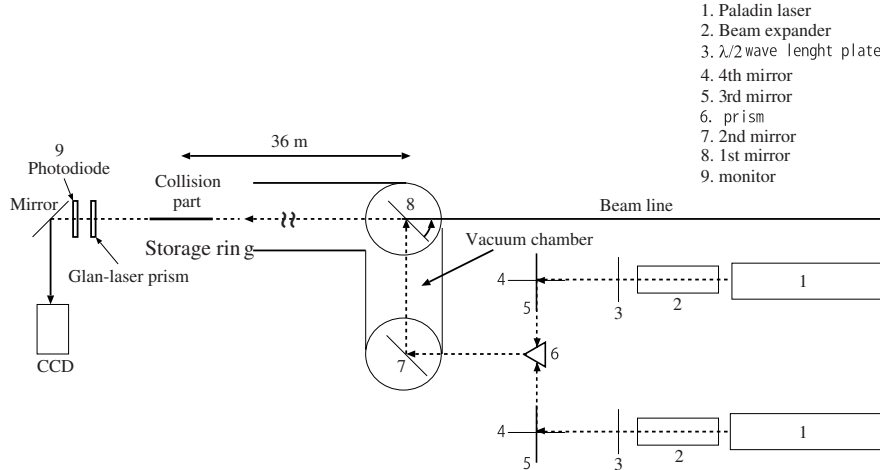 1. Paladin laser
2. Beam expander
3. λ/2 wave lenght plate
4. 4th mirror
5. 3rd mirror
6. prism
7. 2nd mirror
8. 1st mirror
9. monitor
36 m
9
Photodiode
Collision
part
Mirror
8
Beam line
Storage ring
Vacuum chamber
Glan-laser prism
4
5
3
2
1
CCD
7
6
4
5
3
2
1